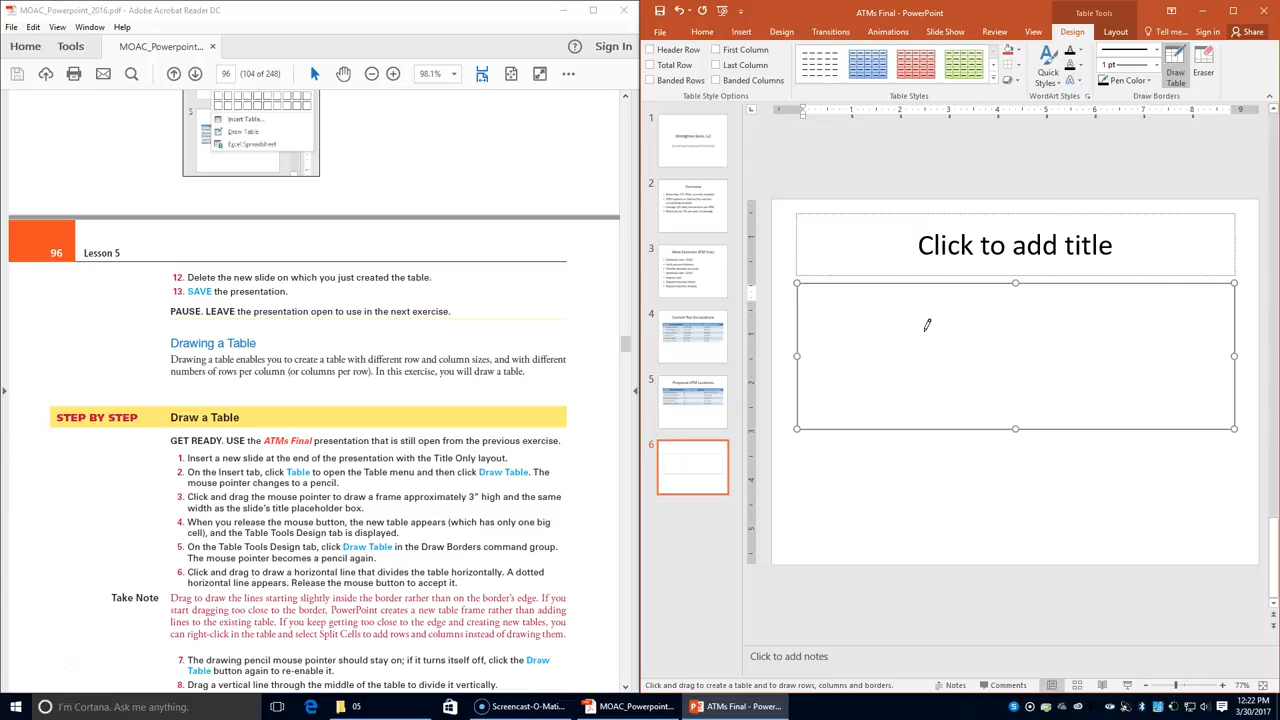 MOAC_Powerpoint_2016.pdf - Adobe Acrobat Reader DC
File Edit View Window Help
Home Tools MOAC_Powerpoint... × Sign In
(104 of 248) 98.1%
5
Insert Table...
Draw Table
Excel Spreadsheet
96 Lesson 5
12. Delete the new slide on which you just created the table.
13. SAVE the presentation.
PAUSE. LEAVE the presentation open to use in the next exercise.
Drawing a Table
Drawing a table enables you to create a table with different row and column sizes, and with different
numbers of rows per column (or columns per row). In this exercise, you will draw a table.
STEP BY STEP Draw a Table
GET READY. USE the ATMs Final presentation that is still open from the previous exercise.
1. Insert a new slide at the end of the presentation with the Title Only layout.
2. On the Insert tab, click Table to open the Table menu and then click Draw Table. The
mouse pointer changes to a pencil.
3. Click and drag the mouse pointer to draw a frame approximately 3" high and the same
width as the slide's title placeholder box.
4. When you release the mouse button, the new table appears (which has only one big
cell), and the Table Tools Design tab is displayed.
5. On the Table Tools Design tab, click Draw Table in the Draw Borders command group.
The mouse pointer becomes a pencil again.
6. Click and drag to draw a horizontal line that divides the table horizontally. A dotted
horizontal line appears. Release the mouse button to accept it.
Take Note Drag to draw the lines starting slightly inside the border rather than on the border's edge. If you
start dragging too close to the border, PowerPoint creates a new table frame rather than adding
lines to the existing table. If you keep getting too close to the edge and creating new tables, you
can right-click in the table and select Split Cells to add rows and columns instead of drawing them.
7. The drawing pencil mouse pointer should stay on; if it turns itself off, click the Draw
Table button again to re-enable it.
8. Drag a vertical line through the middle of the table to divide it vertically.
ATMs Final - PowerPoint Table Tools
File Home Insert Design Transitions Animations Slide Show Review View Design Layout Tell me... Sign in Share
Header Row First Column
Total Row Last Column
Banded Rows Banded Columns
Quick Styles
1 pt
Pen Color
Draw Table
Eraser
Table Style Options Table Styles WordArt Styles Draw Borders
1
2
3
4
Current Top Six Locations
5
Proposed ATM Locations
6
Click to add title
Click to add notes
Click and drag to create a table and to draw rows, columns and borders. Notes Comments 77%
I'm Cortana. Ask me anything. 05 Screencast-O-Mati... MOAC_Powerpoint... ATMs Final - Powe...
12:22 PM
3/30/2017